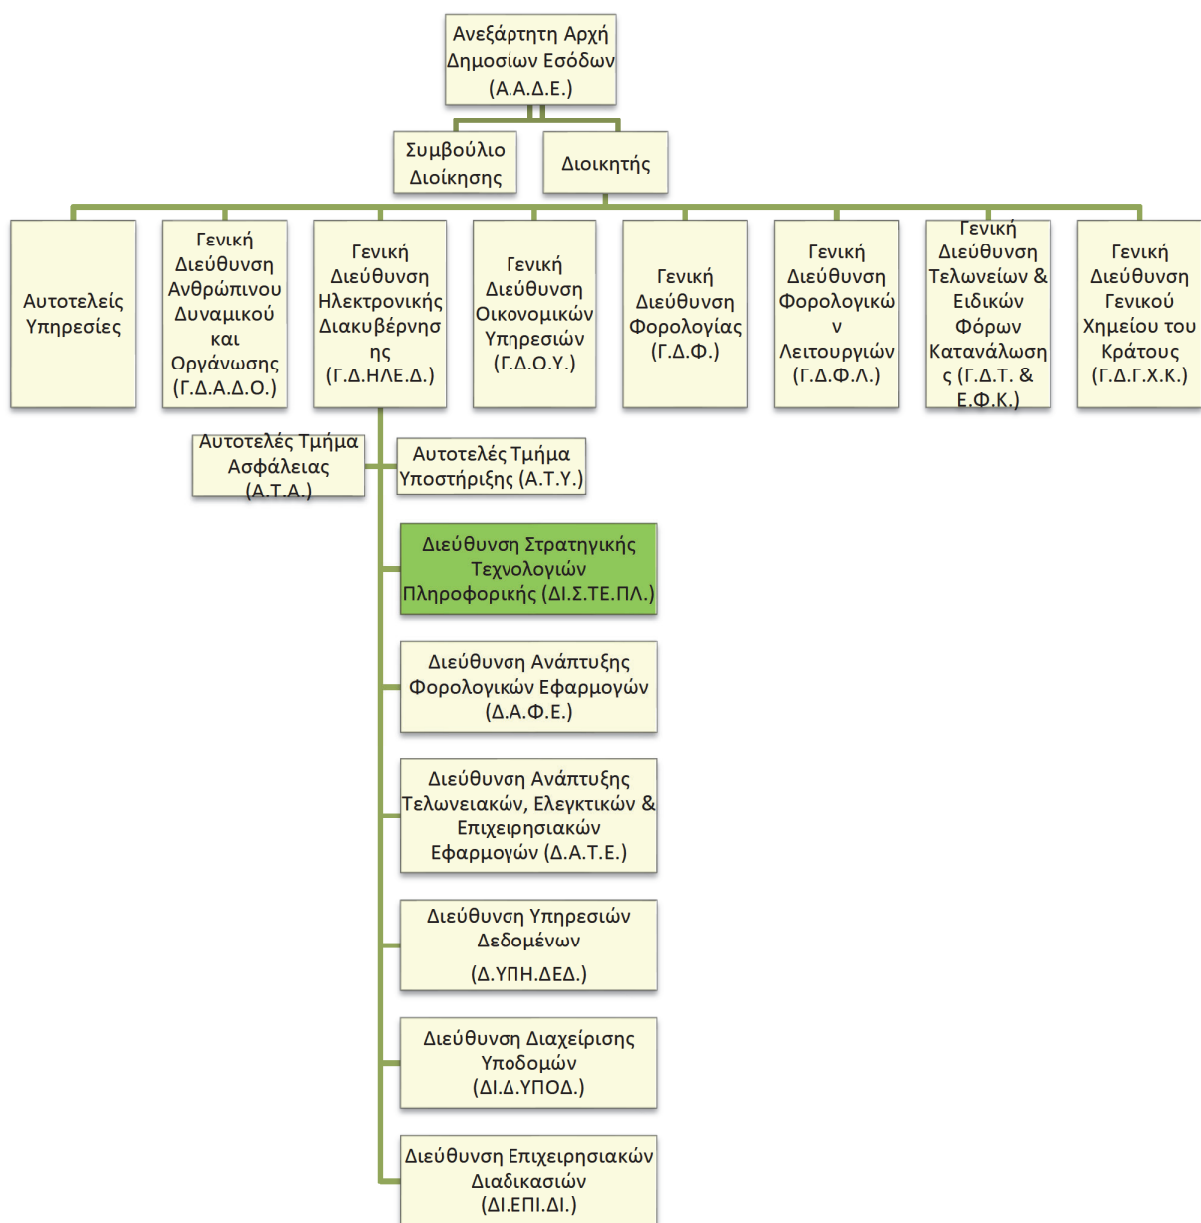 Ανεξάρτητη Αρχή
Δημοσίων Εσόδων
(Α.Α.Δ.Ε.)
Συμβούλιο
Διοίκησης
Διοικητής
Αυτοτελείς
Υπηρεσίες
Γενική
Διεύθυνση
Ανθρώπινου
Δυναμικού
και
Οργάνωσης
(Γ.Δ.Α.Δ.Ο.)
Γενική
Διεύθυνση
Ηλεκτρονικής
Διακυβέρνησ
ης
(Γ.Δ.ΗΛΕ.Δ.)
Γενική
Διεύθυνση
Οικονομικών
Υπηρεσιών
(Γ.Δ.Ο.Υ.)
Γενική
Διεύθυνση
Φορολογίας
(Γ.Δ.Φ.)
Γενική
Διεύθυνση
Φορολογικώ
ν
Λειτουργιών
(Γ.Δ.Φ.Λ.)
Γενική
Διεύθυνση
Τελωνείων &
Ειδικών
Φόρων
Κατανάλωση
ς (Γ.Δ.Τ. &
Ε.Φ.Κ.)
Γενική
Διεύθυνση
Γενικού
Χημείου του
Κράτους
(Γ.Δ.Γ.Χ.Κ.)
Αυτοτελές Τμήμα
Ασφάλειας
(Α.Τ.Α.)
Αυτοτελές Τμήμα
Υποστήριξης (Α.Τ.Υ.)
Διεύθυνση Στρατηγικής
Τεχνολογιών
Πληροφορικής (ΔΙ.Σ.ΤΕ.ΠΛ.)
Διεύθυνση Ανάπτυξης
Φορολογικών Εφαρμογών
(Δ.Α.Φ.Ε.)
Διεύθυνση Ανάπτυξης
Τελωνειακών, Ελεγκτικών &
Επιχειρησιακών
Εφαρμογών (Δ.Α.Τ.Ε.)
Διεύθυνση Υπηρεσιών
Δεδομένων
(Δ.ΥΠΗ.ΔΕΔ.)
Διεύθυνση Διαχείρισης
Υποδομών
(ΔΙ.Δ.ΥΠΟΔ.)
Διεύθυνση Επιχειρησιακών
Διαδικασιών
(ΔΙ.ΕΠΙ.ΔΙ.)